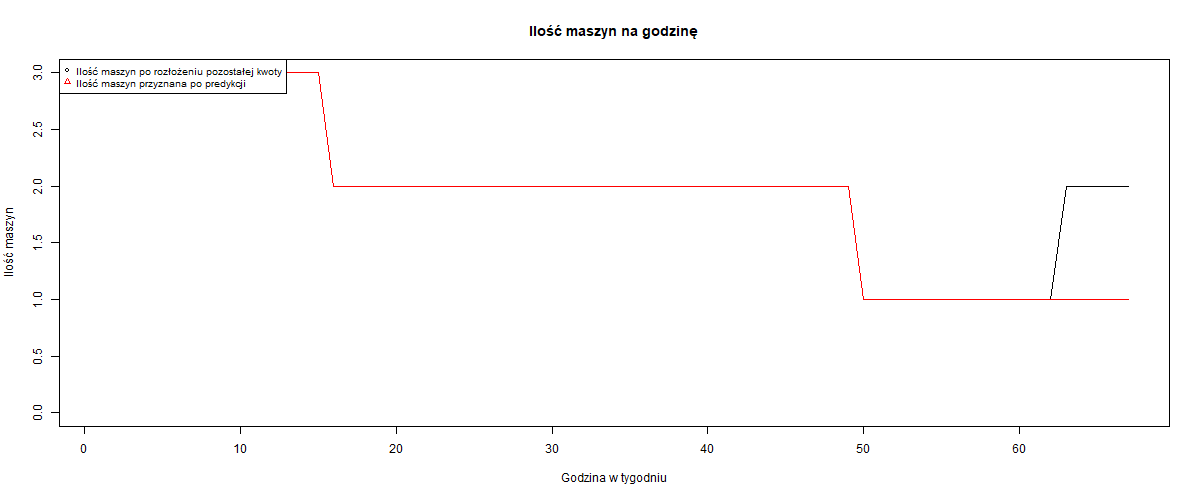 Ilość maszyn na godzinę
Ilość maszyn po rozłożeniu pozostałej kwoty
Ilość maszyn przyznana po predykcji
Ilość maszyn
3.0
2.5
2.0
1.5
1.0
0.5
0.0
0 10 20 30 40 50 60
Godzina w tygodniu